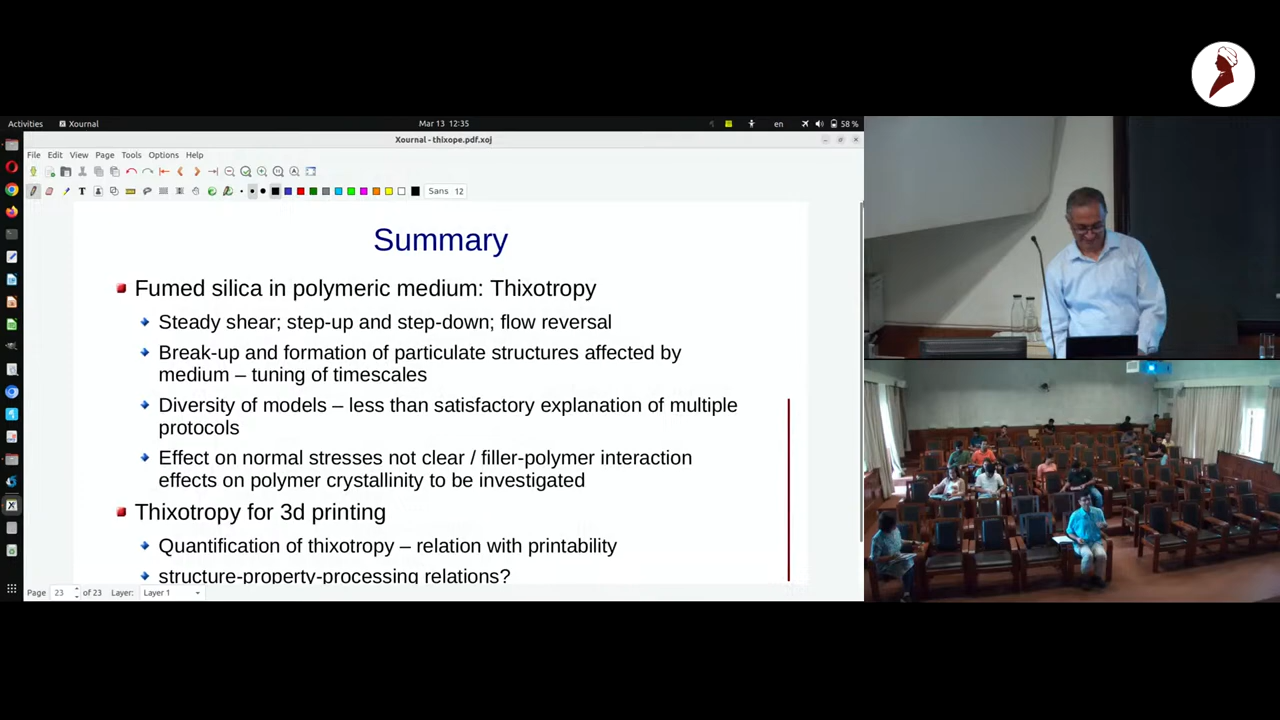 Activities
Xournal
Mar 13 12:35
en
58 %
Xournal - thixope.pdf.xoj
File Edit View Page Tools Options Help
T
Sans 12
Summary
Fumed silica in polymeric medium: Thixotropy
Steady shear; step-up and step-down; flow reversal
Break-up and formation of particulate structures affected by
medium – tuning of timescales
Diversity of models – less than satisfactory explanation of multiple
protocols
Effect on normal stresses not clear / filler-polymer interaction
effects on polymer crystallinity to be investigated
Thixotropy for 3d printing
Quantification of thixotropy – relation with printability
structure-property-processing relations?
Page 23 of 23 Layer: Layer 1